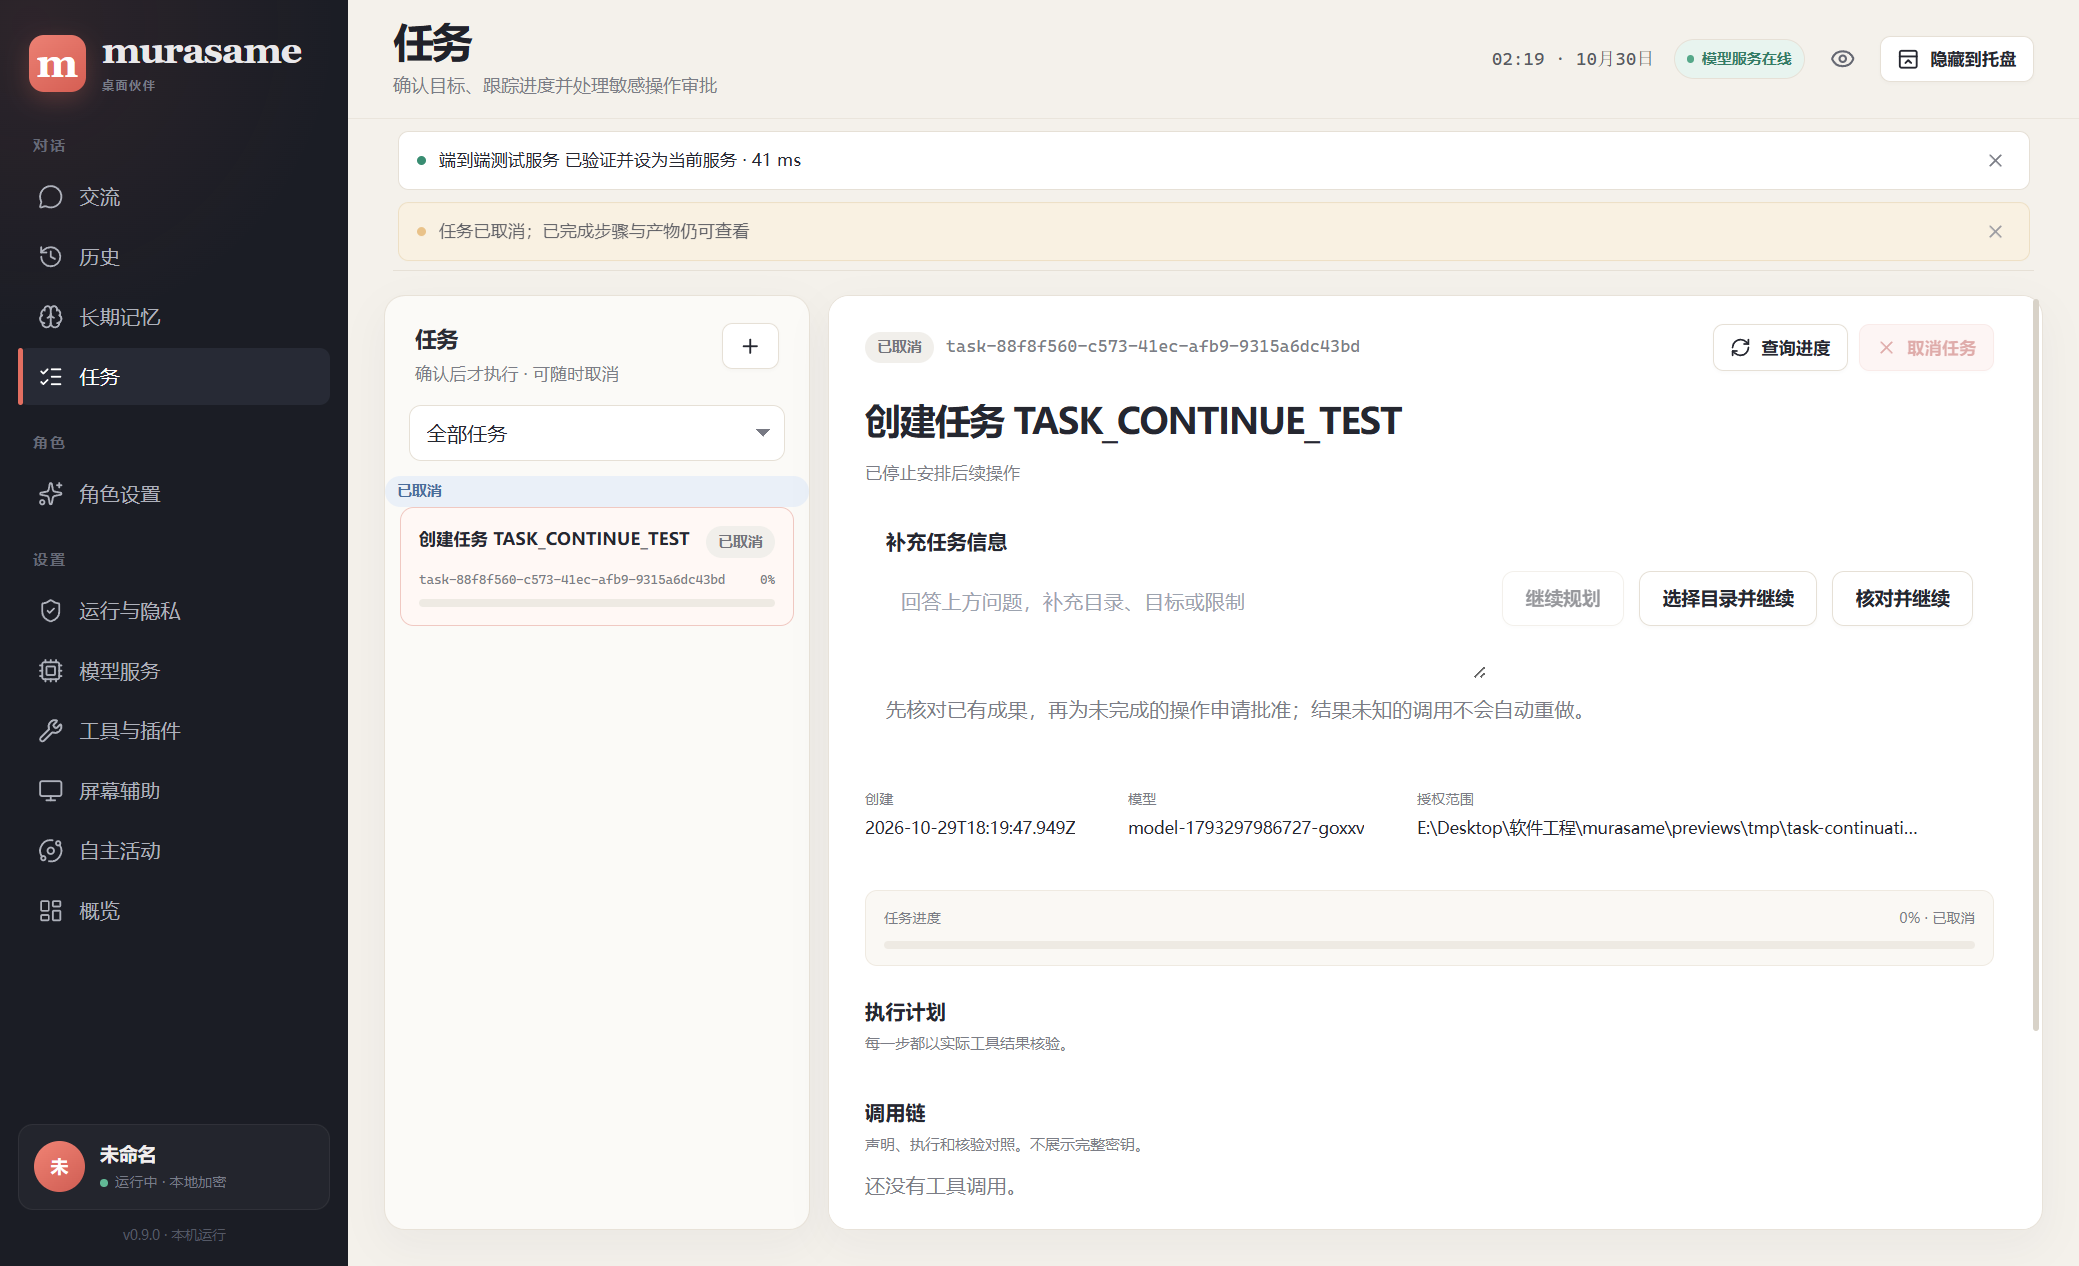 m murasame
桌面伙伴
对话
交流
历史
长期记忆
任务
角色
角色设置
设置
运行与隐私
模型服务
工具与插件
屏幕辅助
自主活动
概览
未 未命名
运行中 · 本地加密
v0.9.0 · 本机运行
任务
确认目标、跟踪进度并处理敏感操作审批
02:19 · 10月30日
模型服务在线
隐藏到托盘
端到端测试服务 已验证并设为当前服务 · 41 ms
任务已取消；已完成步骤与产物仍可查看
任务
确认后才执行 · 可随时取消
全部任务
已取消
创建任务 TASK_CONTINUE_TEST 已取消
task-88f8f560-c573-41ec-afb9-9315a6dc43bd 0%
已取消 task-88f8f560-c573-41ec-afb9-9315a6dc43bd
查询进度
取消任务
创建任务 TASK_CONTINUE_TEST
已停止安排后续操作
补充任务信息
回答上方问题，补充目录、目标或限制
继续规划
选择目录并继续
核对并继续
先核对已有成果，再为未完成的操作申请批准；结果未知的调用不会自动重做。
创建
2026-10-29T18:19:47.949Z
模型
model-1793297986727-goxxv
授权范围
E:\Desktop\软件工程\murasame\previews\tmp\task-continuati...
任务进度
0% · 已取消
执行计划
每一步都以实际工具结果核验。
调用链
声明、执行和核验对照。不展示完整密钥。
还没有工具调用。